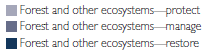 Forest and other ecosystems—protect
Forest and other ecosystems—manage
Forest and other ecosystems—restore